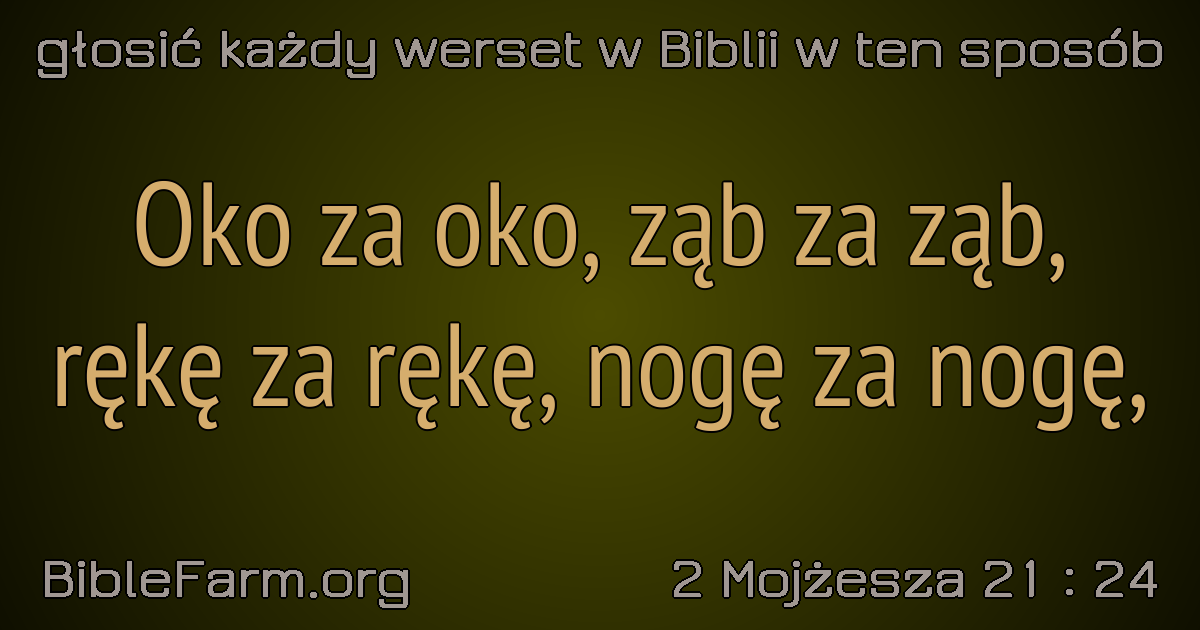 głosić każdy werset w Biblii w ten sposób
Oko za oko, ząb za ząb,
rękę za rękę, nogę za nogę,
BibleFarm.org
2 Mojżesza 21 : 24